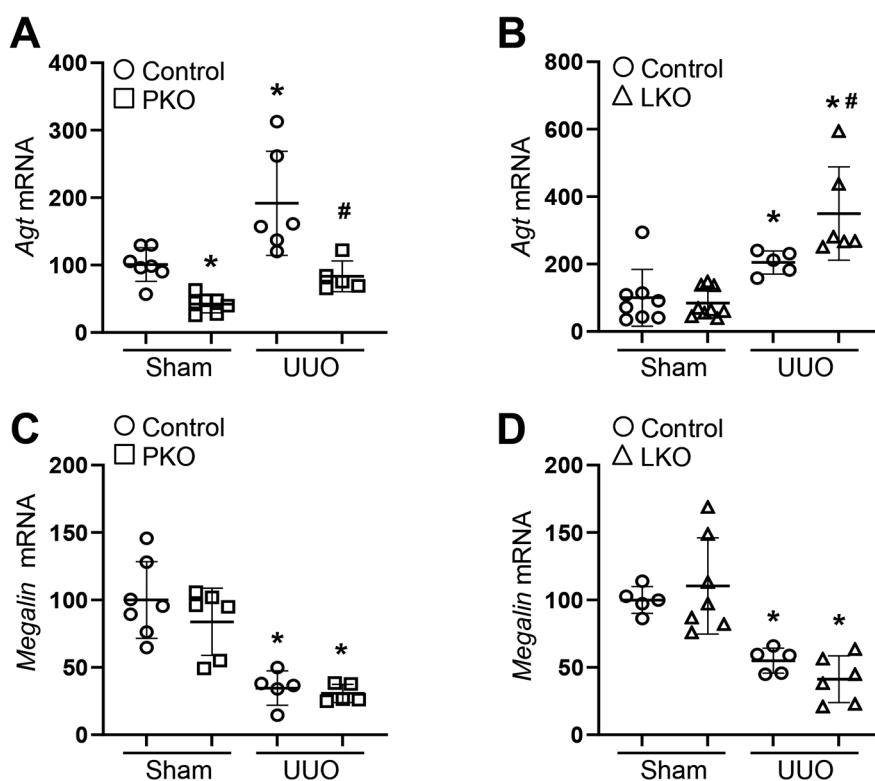 A
Control
PKO
Agt mRNA
400
300
200
100
0
*
*
#
Sham
UUO
B
Control
LKO
Agt mRNA
800
600
400
200
0
*
* #
Sham
UUO
C
Control
PKO
Megalin mRNA
200
150
100
50
0
*
*
Sham
UUO
D
Control
LKO
Megalin mRNA
200
150
100
50
0
*
*
Sham
UUO